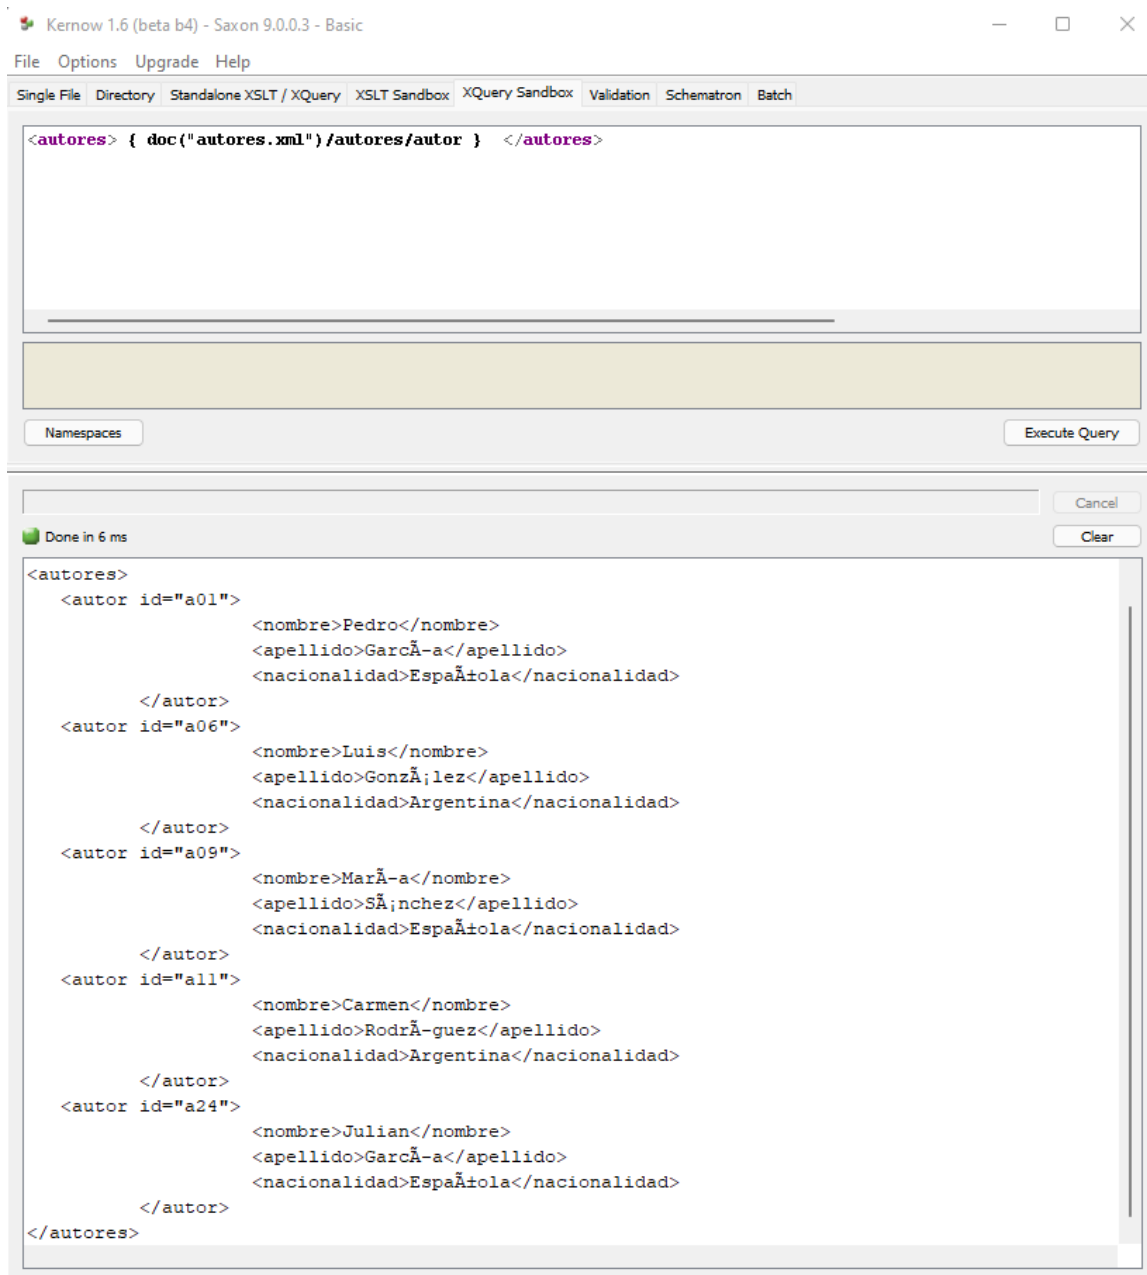 Kernow 1.6 (beta b4) - Saxon 9.0.0.3 - Basic
File Options Upgrade Help
Single File Directory Standalone XSLT / XQuery XSLT Sandbox XQuery Sandbox Validation Schematron Batch
<autores> { doc("autores.xml")/autores/autor } </autores>
Namespaces Execute Query
Cancel
Done in 6 ms Clear
<autores>
<autor id="a01">
<nombre>Pedro</nombre>
<apellido>GarcÃ-a</apellido>
<nacionalidad>EspaÃ±ola</nacionalidad>
</autor>
<autor id="a06">
<nombre>Luis</nombre>
<apellido>GonzÃ¡lez</apellido>
<nacionalidad>Argentina</nacionalidad>
</autor>
<autor id="a09">
<nombre>MarÃ-a</nombre>
<apellido>SÃ¡nchez</apellido>
<nacionalidad>EspaÃ±ola</nacionalidad>
</autor>
<autor id="a11">
<nombre>Carmen</nombre>
<apellido>RodrÃ-guez</apellido>
<nacionalidad>Argentina</nacionalidad>
</autor>
<autor id="a24">
<nombre>Julian</nombre>
<apellido>GarcÃ-a</apellido>
<nacionalidad>EspaÃ±ola</nacionalidad>
</autor>
</autores>